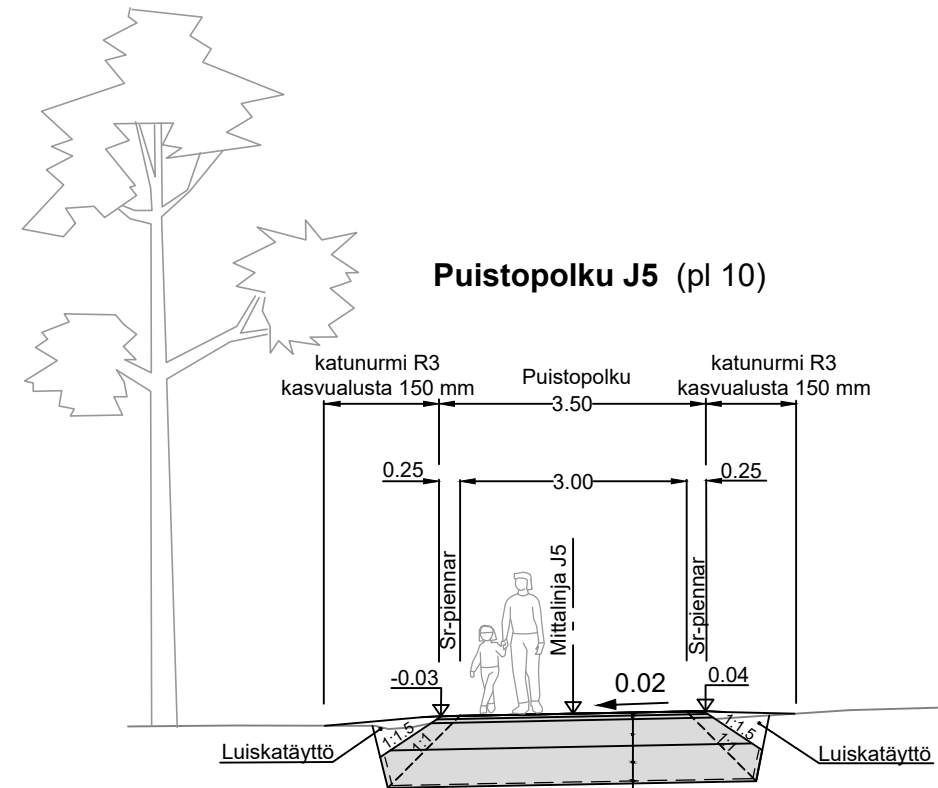 Puistopolku J5 (pl 10)
katunurmi R3
kasvualusta 150 mm
Puistopolku
3.50
katunurmi R3
kasvualusta 150 mm
0.25
3.00
0.25
Sr-piennar
Mittalinja J5
Sr-piennar
-0.03
0.02
0.04
1:1.5
1:1
1:1
1:1.5
Luiskatäyttö
Luiskatäyttö